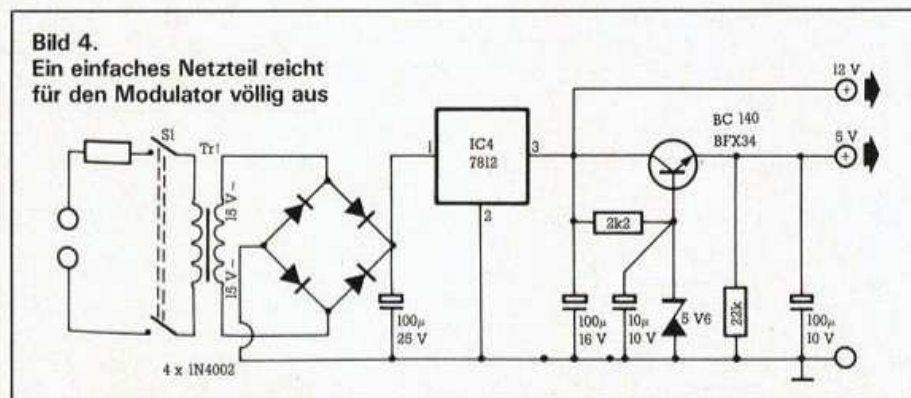 Bild 4.
Ein einfaches Netzteil reicht
für den Modulator völlig aus
S1
Tr1
15 V~
15 V~
4 x 1N4002
100µ
25 V
1
IC4
7812
3
2
12 V
BC 140
BFX34
5 V
2k2
100µ
16 V
10µ
10 V
5 V6
22k
100µ
10 V